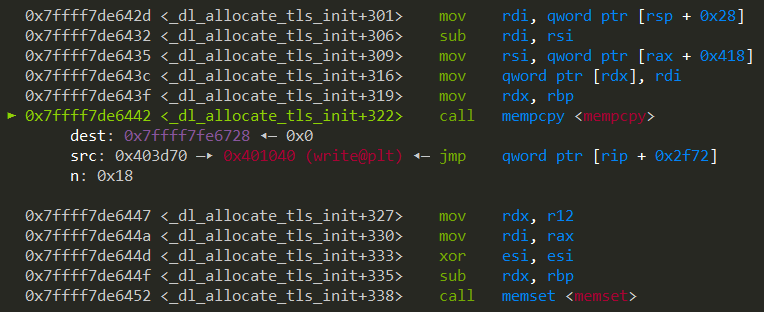 0x7ffff7de642d <_dl_allocate_tls_init+301> mov rdi, qword ptr [rsp + 0x28]
0x7ffff7de6432 <_dl_allocate_tls_init+306> sub rdi, rsi
0x7ffff7de6435 <_dl_allocate_tls_init+309> mov rsi, qword ptr [rax + 0x418]
0x7ffff7de643c <_dl_allocate_tls_init+316> mov qword ptr [rdx], rdi
0x7ffff7de643f <_dl_allocate_tls_init+319> mov rdx, rbp
► 0x7ffff7de6442 <_dl_allocate_tls_init+322> call mempcpy <mempcpy>
dest: 0x7ffff7fe6728 ◂— 0x0
src: 0x403d70 —▸ 0x401040 (write@plt) ◂— jmp qword ptr [rip + 0x2f72]
n: 0x18
0x7ffff7de6447 <_dl_allocate_tls_init+327> mov rdx, r12
0x7ffff7de644a <_dl_allocate_tls_init+330> mov rdi, rax
0x7ffff7de644d <_dl_allocate_tls_init+333> xor esi, esi
0x7ffff7de644f <_dl_allocate_tls_init+335> sub rdx, rbp
0x7ffff7de6452 <_dl_allocate_tls_init+338> call memset <memset>